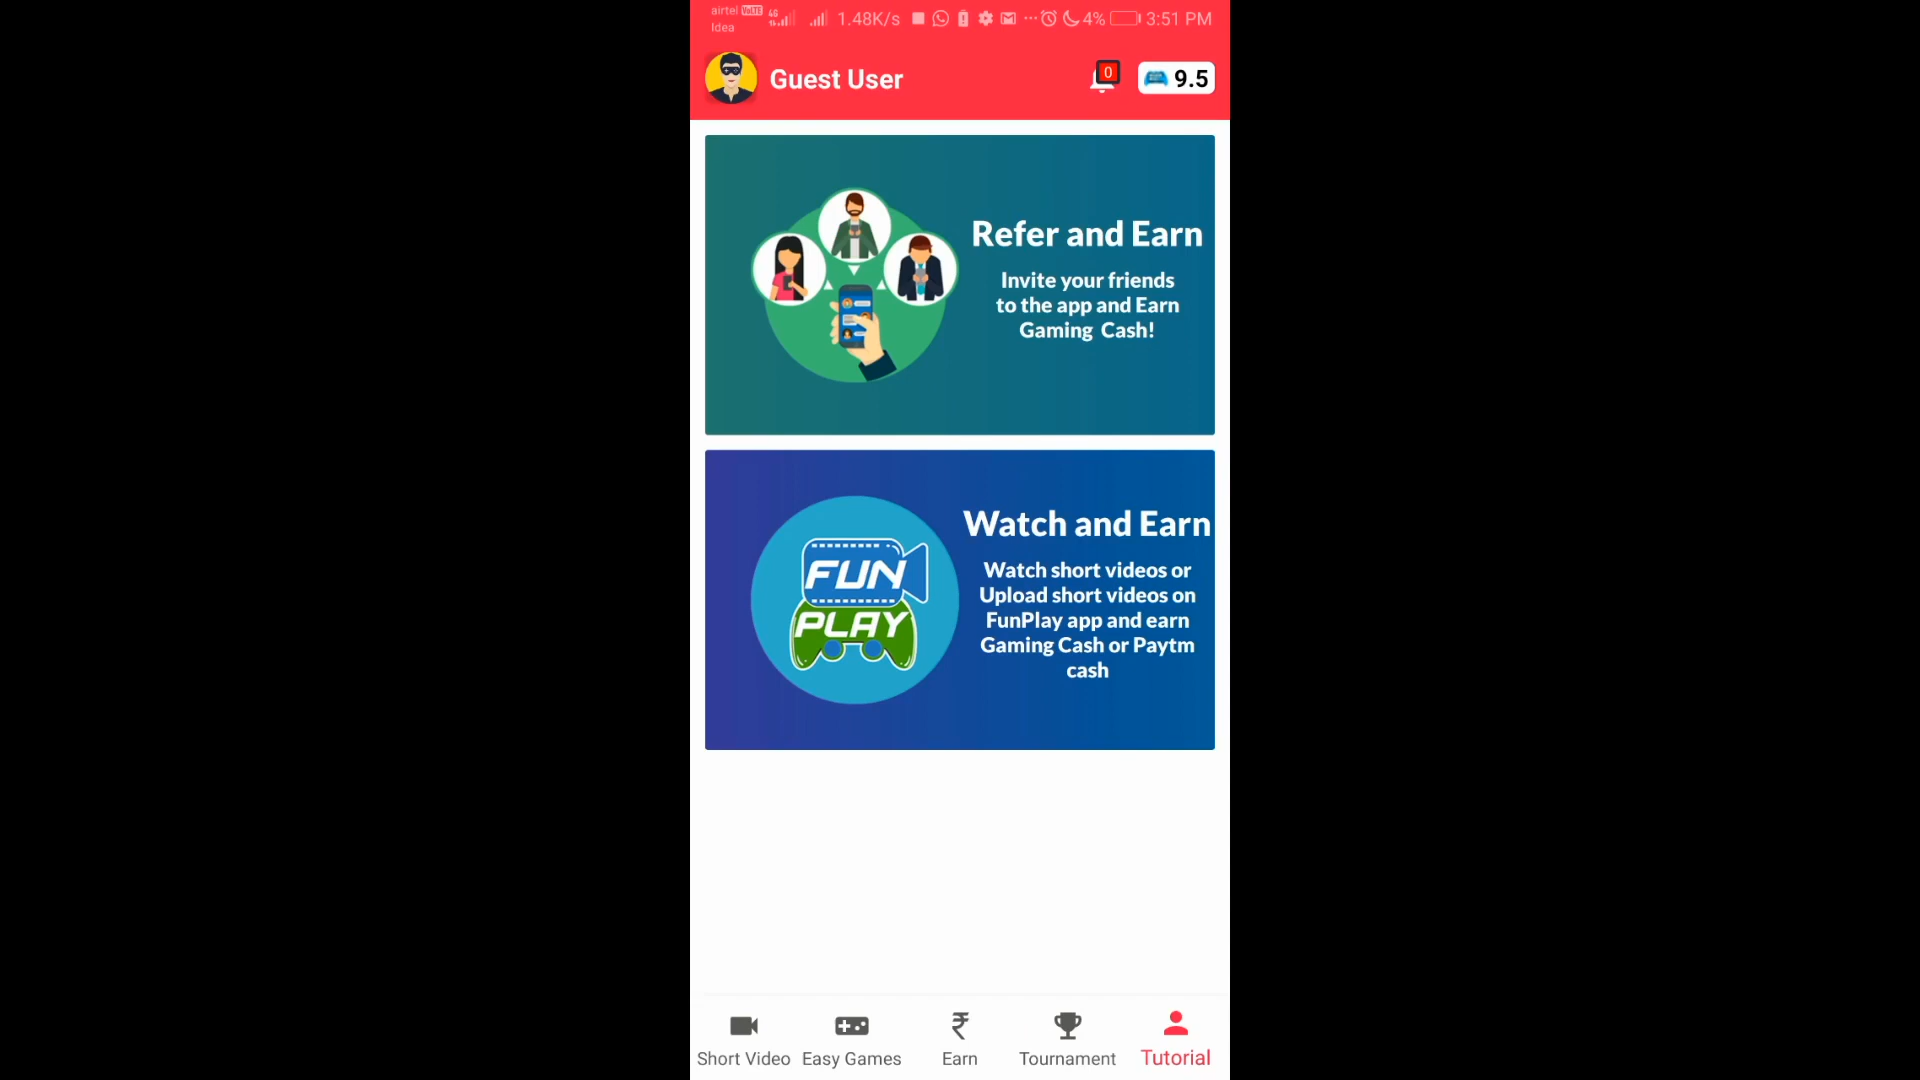 airtel VoLTE 4G 1.48K/s 4% 3:51 PM
Idea
Guest User 0 9.5
Refer and Earn
Invite your friends
to the app and Earn
Gaming Cash!
Watch and Earn
FUN
PLAY
Watch short videos or
Upload short videos on
FunPlay app and earn
Gaming Cash or Paytm
cash
Short Video Easy Games Earn Tournament Tutorial